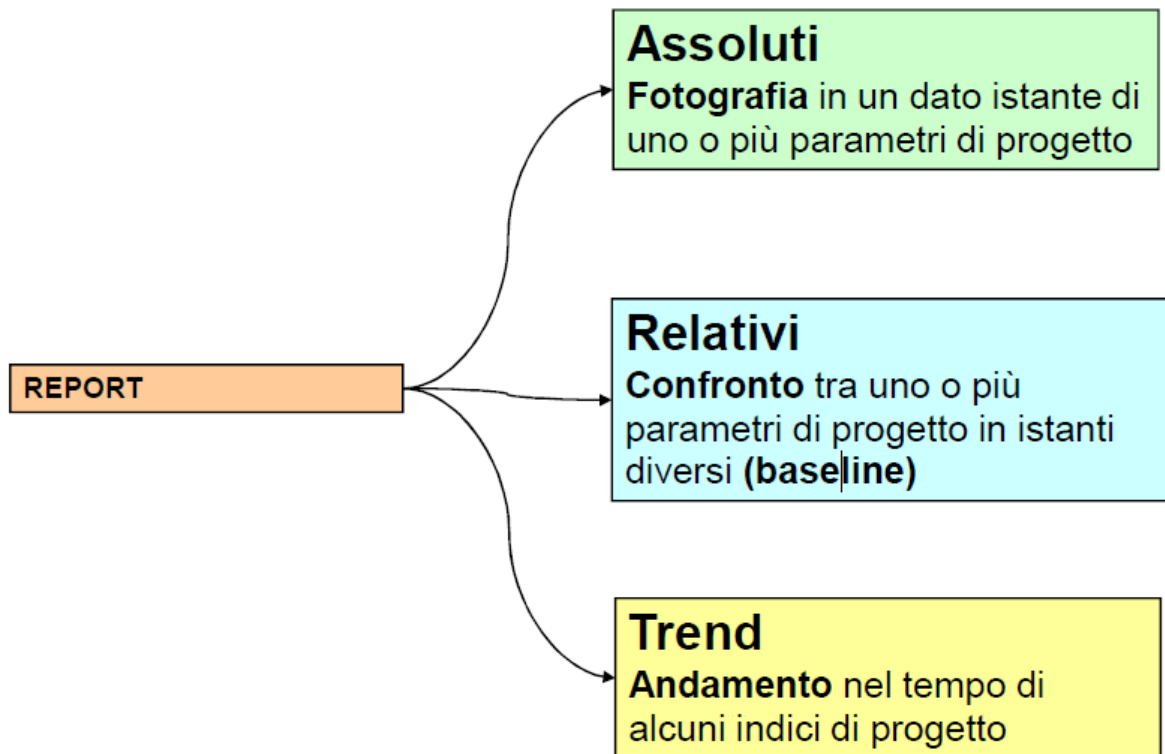 Assoluti
Fotografia in un dato istante di
uno o più parametri di progetto
REPORT
Relativi
Confronto tra uno o più
parametri di progetto in istanti
diversi (baseline)
Trend
Andamento nel tempo di
alcuni indici di progetto